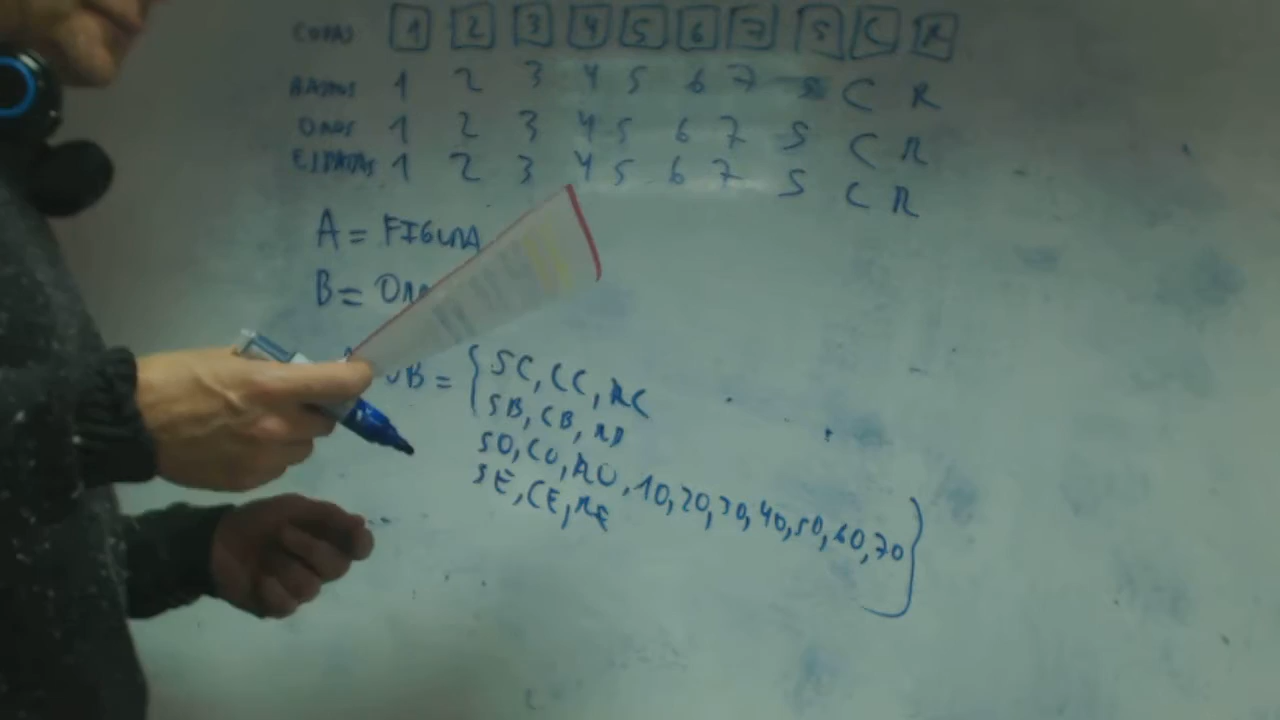 COPAS 1 2 3 4 5 6 7 S C R
BASTOS 1 2 3 4 5 6 7 S C R
OROS 1 2 3 4 5 6 7 S C R
ESPADAS 1 2 3 4 5 6 7 S C R
A = FIGURA
B = ORO
UB = { SC, CC, RC
SB, CB, RB
SO, CO, RO, 1O, 2O, 3O, 4O, 5O, 6O, 7O }
SE, CE, RE